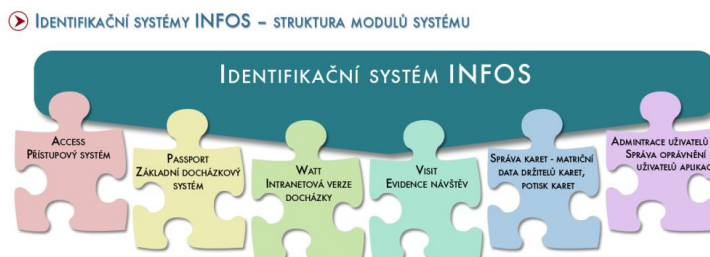 Identifikační systémy INFOS – struktura modulů systému
Identifikační systém INFOS
Access
Přístupový systém
Passport
Základní docházkový
systém
Watt
Intranetová verze
docházky
Visit
Evidence návštěv
Správa karet - matriční
data držitelů karet,
potisk karet
Admintrace uživatelů
Správa oprávnění
uživatelů